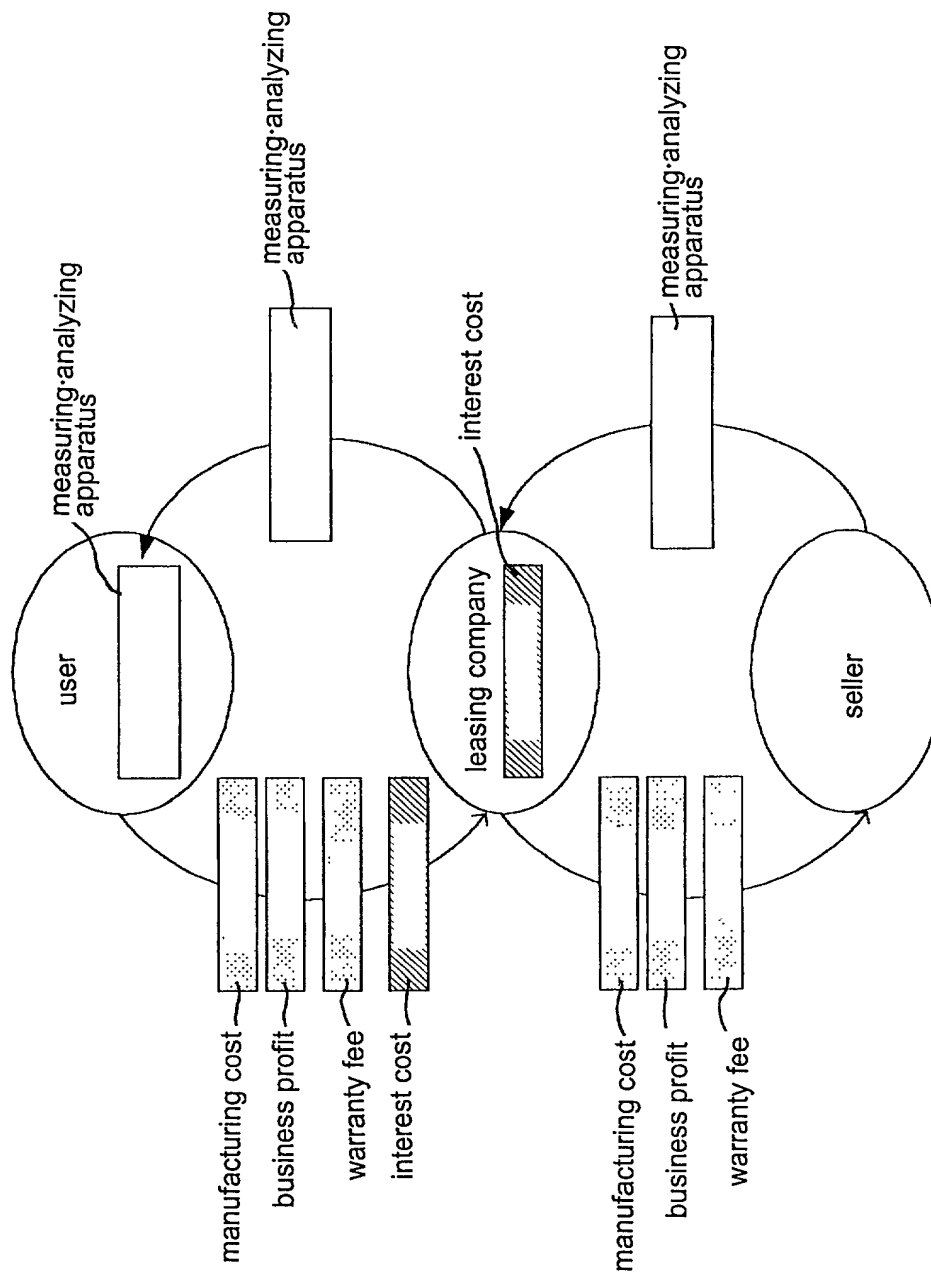 measuring·analyzing
apparatus
user
manufacturing cost
business profit
warranty fee
interest cost
measuring·analyzing
apparatus
leasing company
interest cost
manufacturing cost
business profit
warranty fee
measuring·analyzing
apparatus
seller